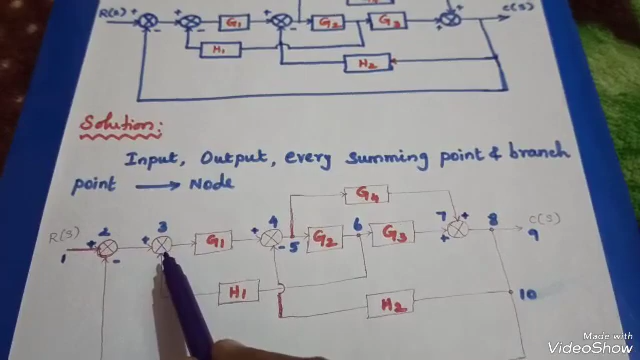 R(s) + - + - G₁ + - G₂ G₃ + + C(s)
H₁
H₂
Solution:
Input, Output, every summing point & branch
point → Node
G₄
R(s) 1 + 2 - + 3 G₁ + 4 - 5 G₂ 6 G₃ + 7 + 8 C(s) 9
H₁ H₂ 10
Made with
VideoShow